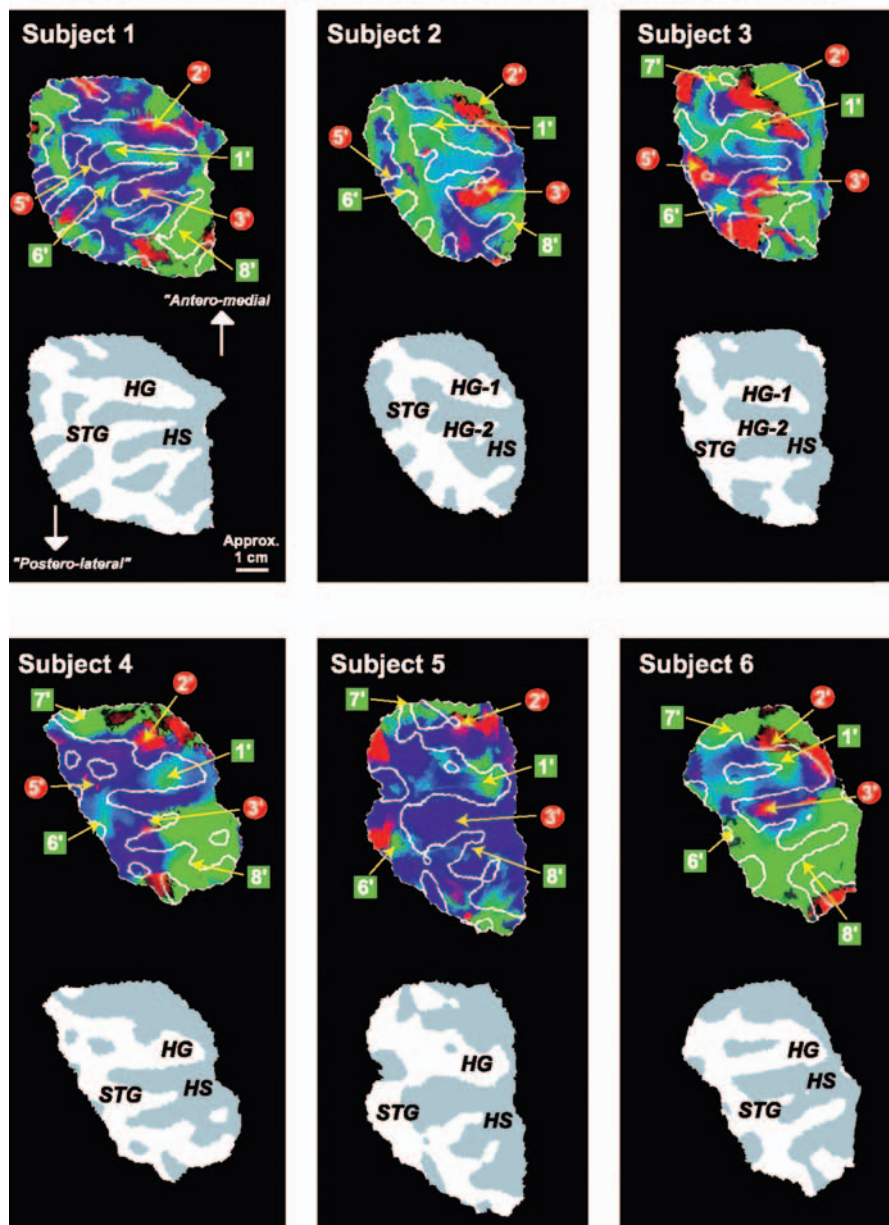 Subject 1
2'
1'
5'
3'
6'
8'
"Antero-medial
HG
STG
HS
Approx.
1 cm
"Postero-lateral"
Subject 2
2'
1'
5'
3'
6'
8'
HG-1
STG
HG-2
HS
Subject 3
7'
2'
1'
5'
3'
6'
HG-1
HG-2
STG
HS
Subject 4
7'
2'
1'
5'
3'
6'
8'
HG
STG
HS
Subject 5
7'
2'
1'
3'
6'
8'
HG
STG
HS
Subject 6
7'
2'
1'
3'
6'
8'
HG
HS
STG